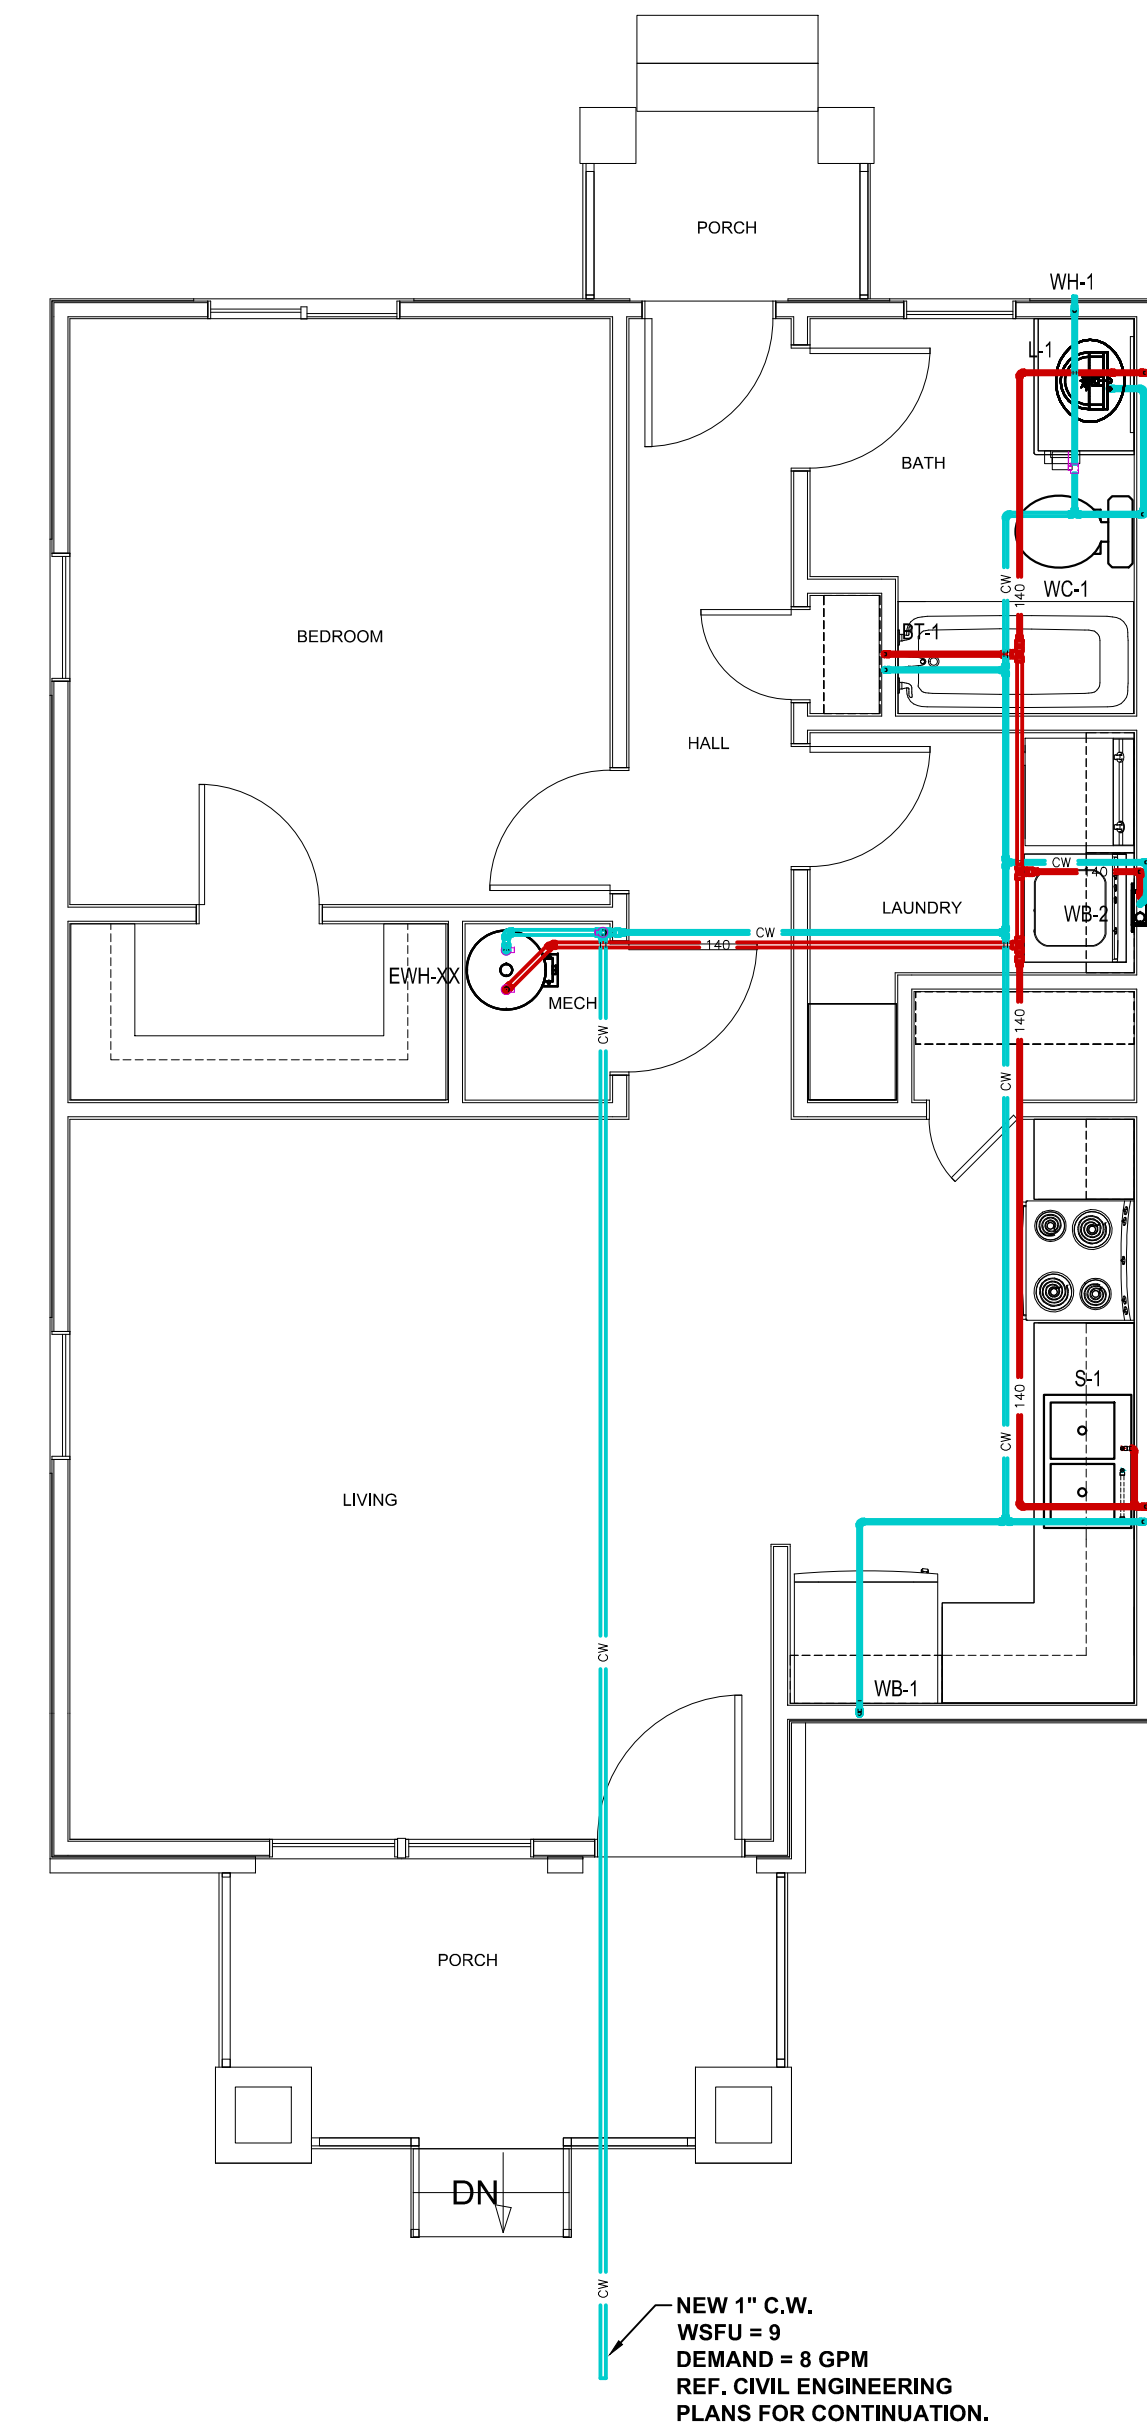 PORCH
WH-1
L-1
BATH
CW
140
WC-1
BT-1
BEDROOM
HALL
CW
140
WB-2
LAUNDRY
CW
140
EWH-XX
MECH
CW
140
CW
S-1
140
CW
LIVING
CW
WB-1
PORCH
DN
CW
NEW 1" C.W.
WSFU = 9
DEMAND = 8 GPM
REF. CIVIL ENGINEERING
PLANS FOR CONTINUATION.